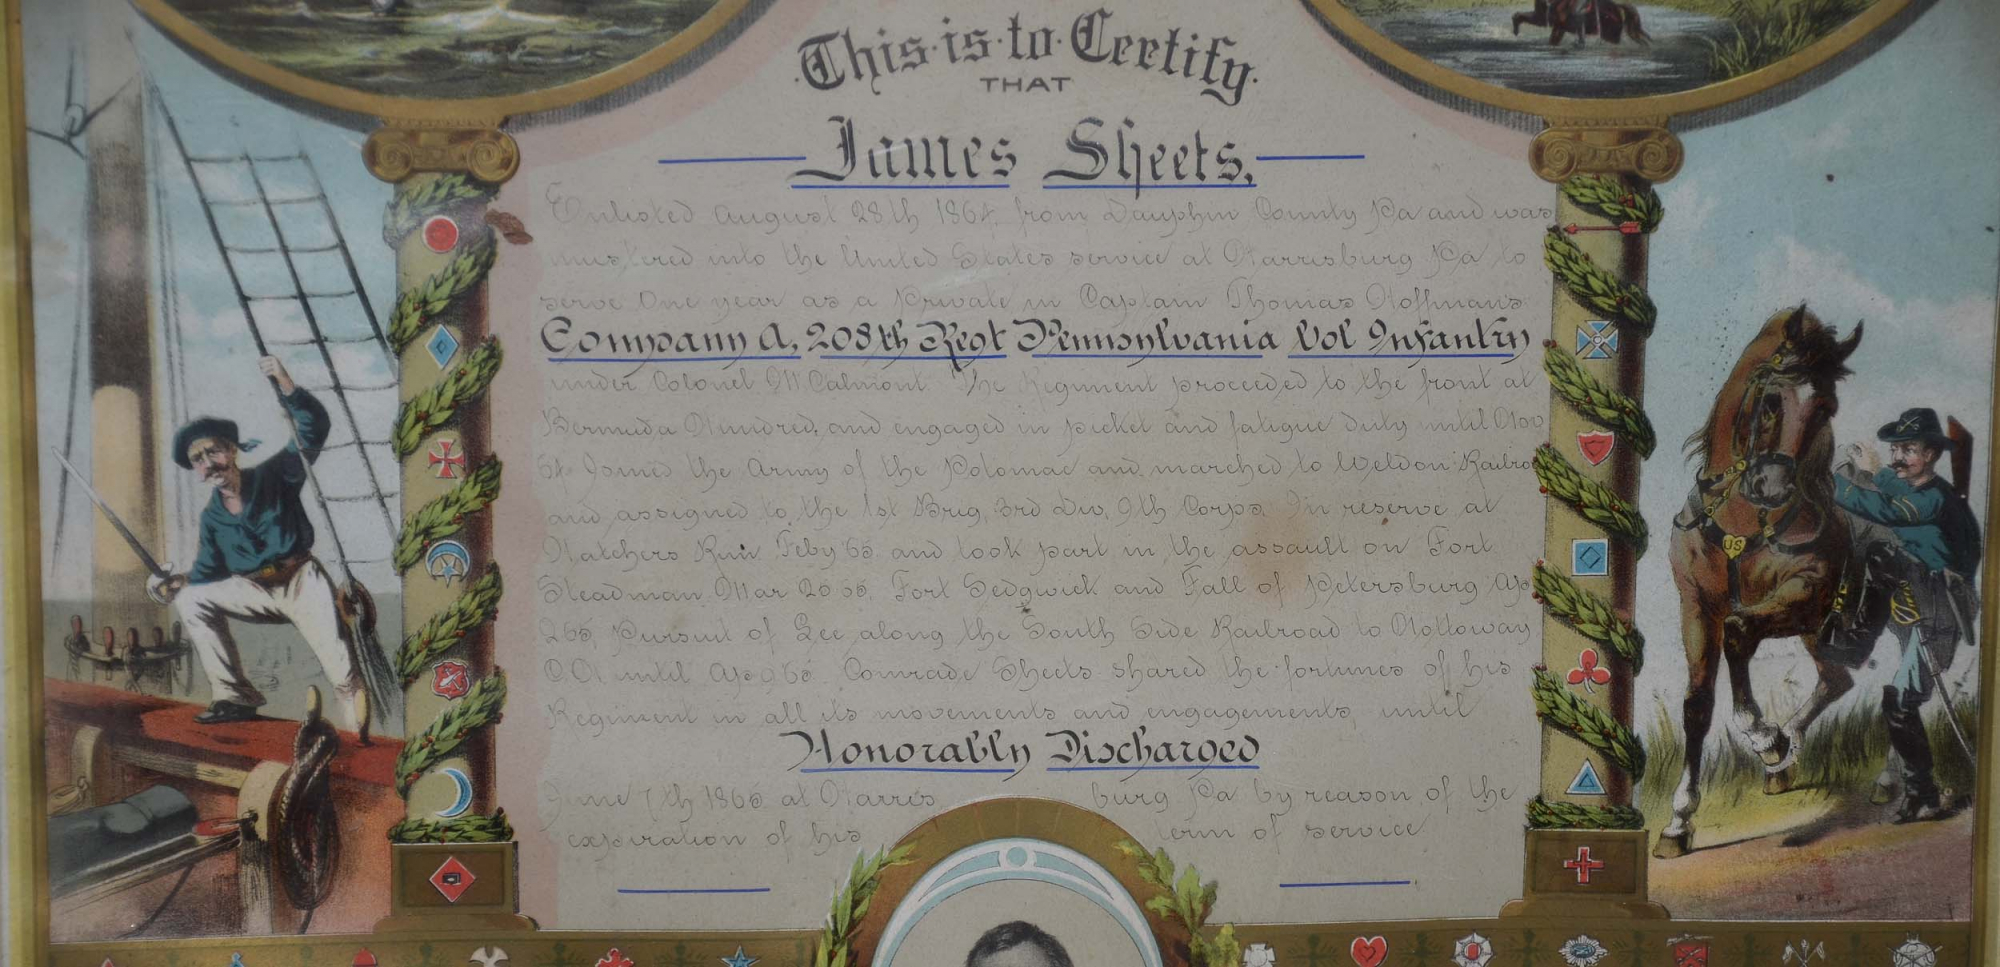 This is to Certify
THAT
James Sheets,
Enlisted August 28th 1864, from Dauphin County Pa and was
mustered into the United States service at Harrisburg Pa to
serve One year as a Private in Captain Thomas Hoffman's
Company A, 208th Regt Pennsylvania Vol Infantry
under Colonel McCalmont. The Regiment proceeded to the front at
Bermuda Hundred, and engaged in picket and fatigue duty until Nov
64. Joined the Army of the Potomac and marched to Weldon Railro
and assigned to the 1st Brig, 3rd Div, 9th Corps. In reserve at
Hatchers Run Feby 65 and took part in the assault on Fort
Steadman Mar 25 65, Fort Sedgwick and Fall of Petersburg Ap
2 65, Pursuit of Lee along the South Side Railroad to Nottoway
C.H until Ap 9 65. Comrade Sheets shared the fortunes of his
Regiment in all its movements and engagements, until
Honorably Discharged
June 7th 1865 at Harris burg Pa by reason of the
expiration of his term of service
US